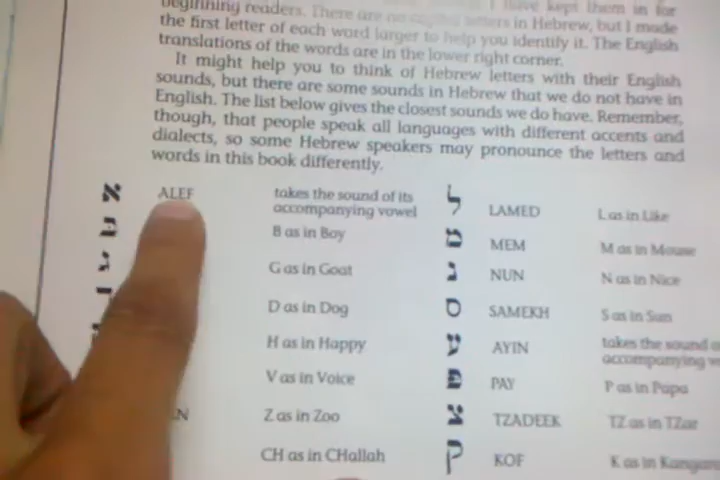 beginning readers. There are no capital letters in Hebrew, but I made
the first letter of each word larger to help you identify it. The English
translations of the words are in the lower right corner.
It might help you to think of Hebrew letters with their English
sounds, but there are some sounds in Hebrew that we do not have in
English. The list below gives the closest sounds we do have. Remember,
though, that people speak all languages with different accents and
dialects, so some Hebrew speakers may pronounce the letters and
words in this book differently.
א ALEF takes the sound of its
accompanying vowel
B as in Boy
G as in Goat
D as in Dog
H as in Happy
V as in Voice
Z as in Zoo
CH as in CHallah
ל LAMED L as in Like
מ MEM M as in Mouse
נ NUN N as in Nice
ס SAMEKH S as in Sun
ע AYIN takes the sound
accompanying
פ PAY P as in Papa
צ TZADEEK TZ as in TZar
ק KOF K as in